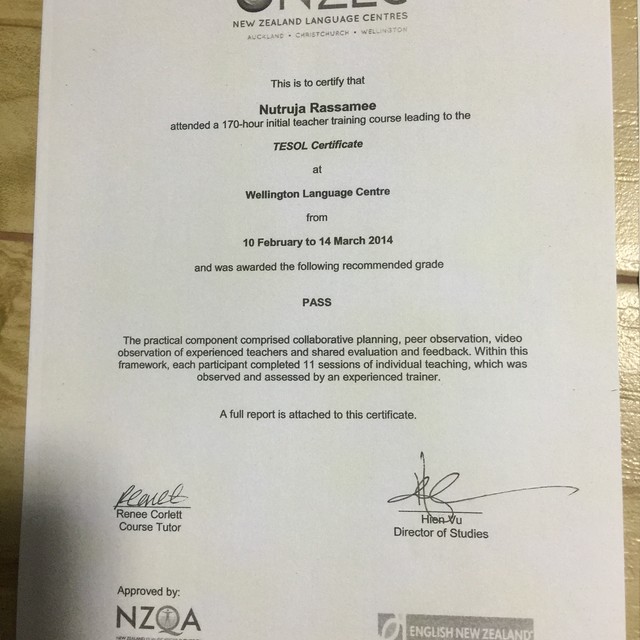 NZLC
NEW ZEALAND LANGUAGE CENTRES
AUCKLAND • CHRISTCHURCH • WELLINGTON
This is to certify that
Nutruja Rassamee
attended a 170-hour initial teacher training course leading to the
TESOL Certificate
at
Wellington Language Centre
from
10 February to 14 March 2014
and was awarded the following recommended grade
PASS
The practical component comprised collaborative planning, peer observation, video
observation of experienced teachers and shared evaluation and feedback. Within this
framework, each participant completed 11 sessions of individual teaching, which was
observed and assessed by an experienced trainer.
A full report is attached to this certificate.
Renee Corlett
Course Tutor
Hien Vu
Director of Studies
Approved by:
NZQA
ENGLISH NEW ZEALAND